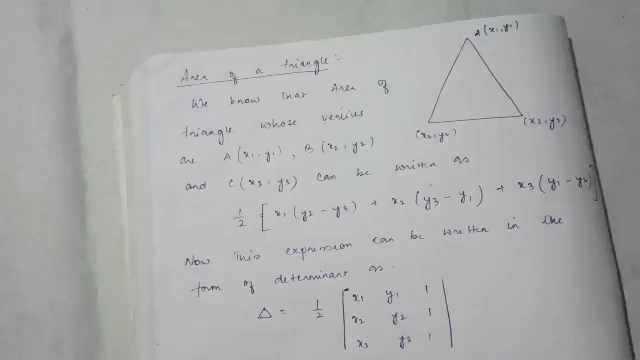 Area of a triangle:-
A(x1,y1)
We know that Area of
triangle whose vertices
(x2,y2)
(x3,y3)
are A(x1,y1), B(x2,y2)
and C(x3,y3) can be written as
1/2 [x1(y2-y3) + x2(y3-y1) + x3(y1-y2)]
Now This expression can be written in the
form of determinant as.
Δ = 1/2 | x1 y1 1
x2 y2 1
x3 y3 1 |